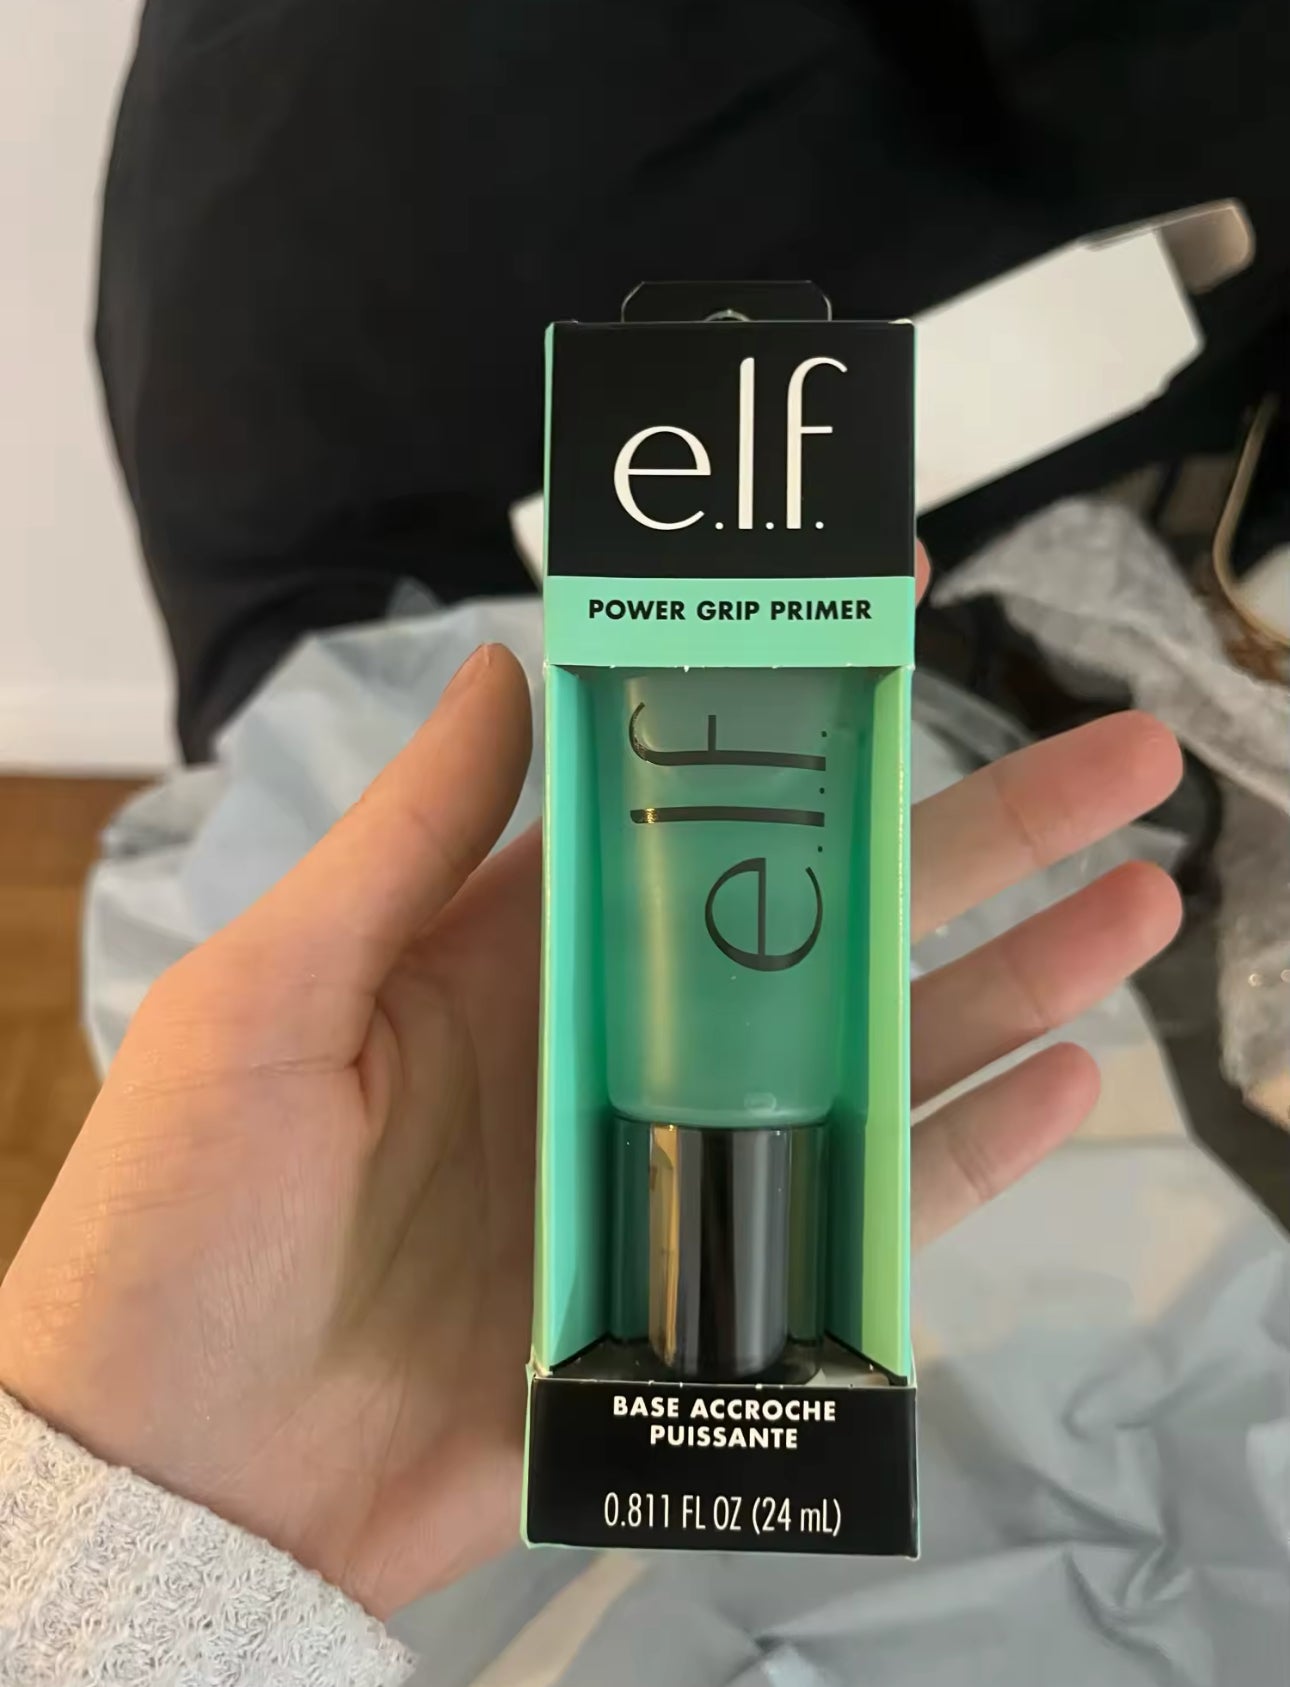 e.l.f.
POWER GRIP PRIMER
e.l.f.
BASE ACCROCHE
PUISSANTE
0.811 FL OZ (24 mL)